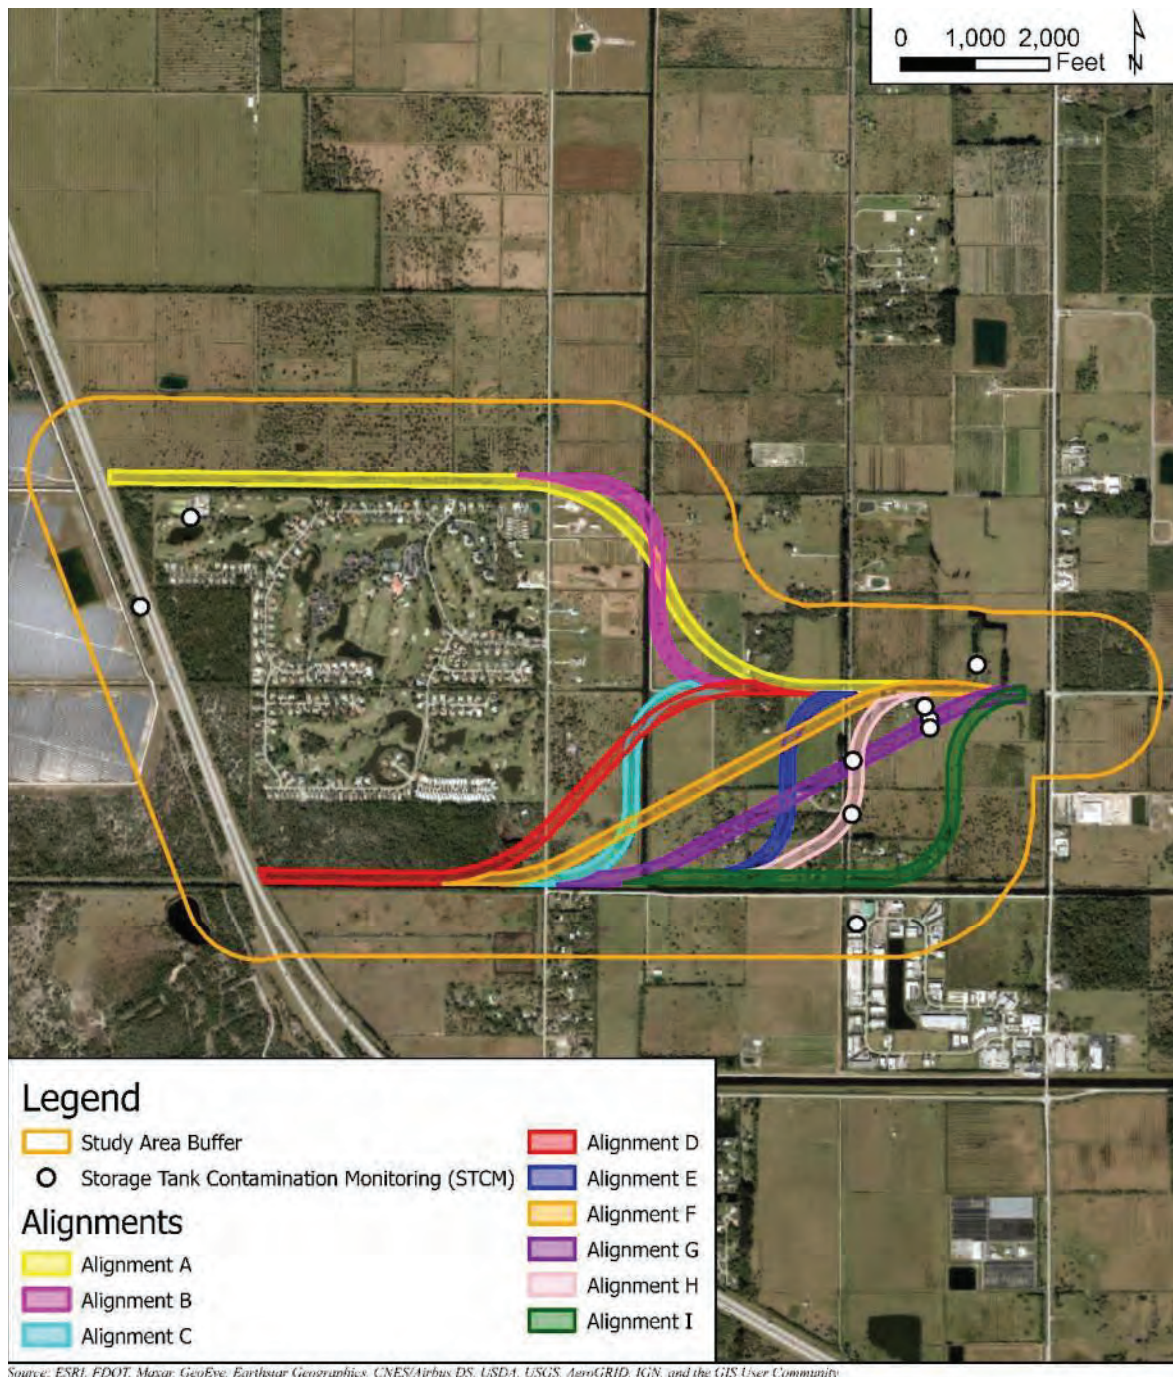 0 1,000 2,000
Feet
N
Legend
Study Area Buffer
Storage Tank Contamination Monitoring (STCM)
Alignments
Alignment A
Alignment B
Alignment C
Alignment D
Alignment E
Alignment F
Alignment G
Alignment H
Alignment I
Source: ESRI, FDOT, Maxar, GeoEye, Earthstar Geographics, CNES/Airbus DS, USDA, USGS, AeroGRID, IGN, and the GIS User Community